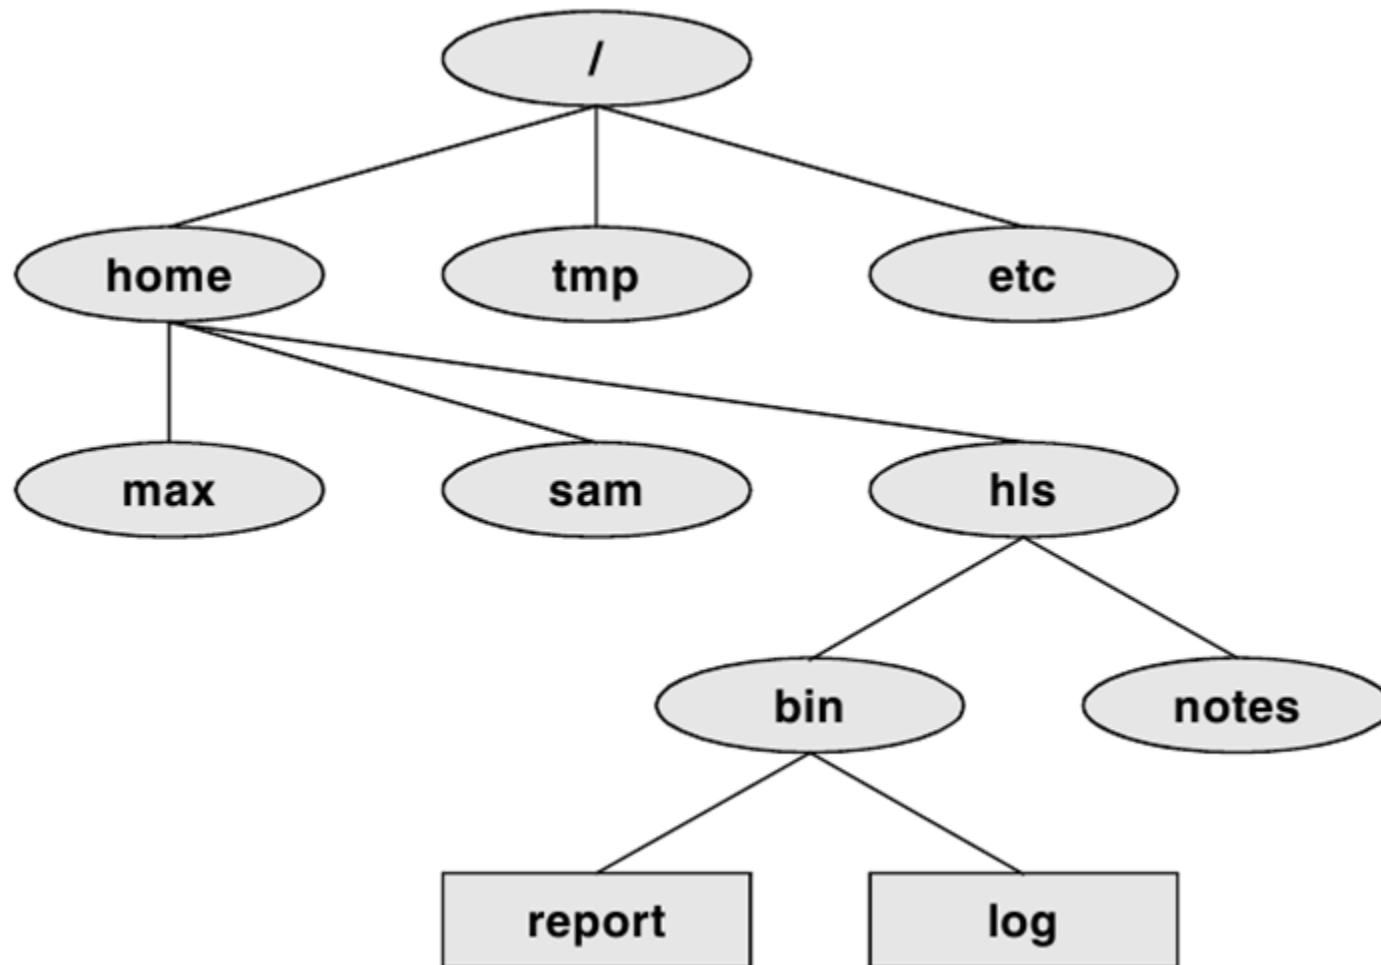 /
home
tmp
etc
max
sam
hls
bin
notes
report
log